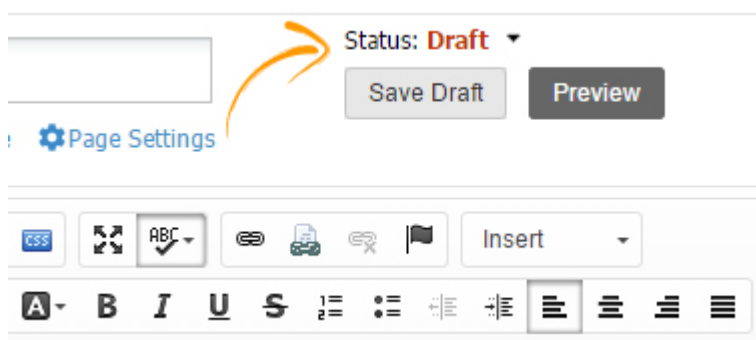 Status: Draft
Save Draft
Preview
Page Settings
css
ABC
Insert
A
B
I
U
S